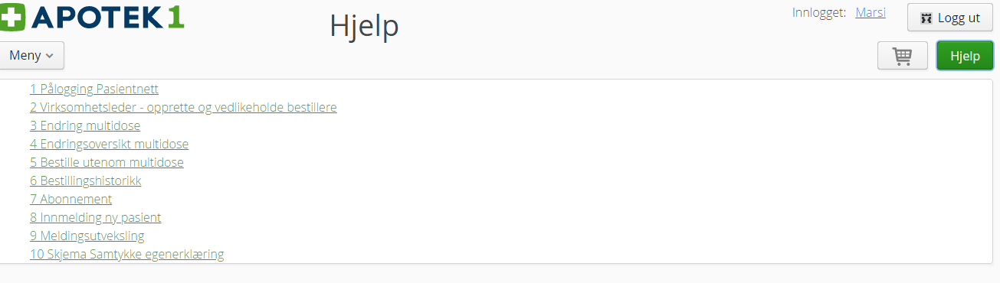 APOTEK 1
Hjelp
Innlogget: Marsi
Logg ut
Meny
Hjelp
1 Pålogging Pasientnett
2 Virksomhetsleder - opprette og vedlikeholde bestillere
3 Endring multidose
4 Endringsoversikt multidose
5 Bestille utenom multidose
6 Bestillingshistorikk
7 Abonnement
8 Innmelding ny pasient
9 Meldingsutveksling
10 Skjema Samtykke egenerklæring